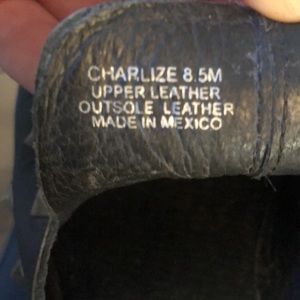 CHARLIZE 8.5M
UPPER LEATHER
OUTSOLE LEATHER
MADE IN MEXICO